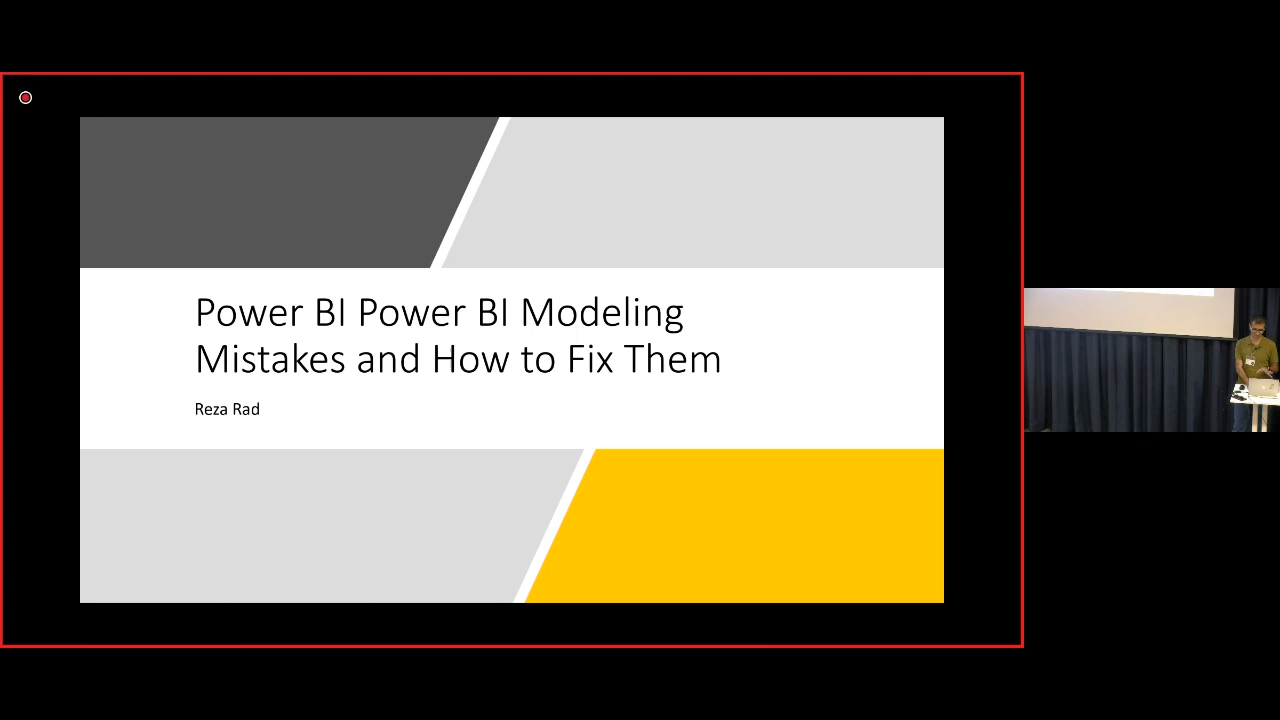 Power BI Power BI Modeling
Mistakes and How to Fix Them
Reza Rad